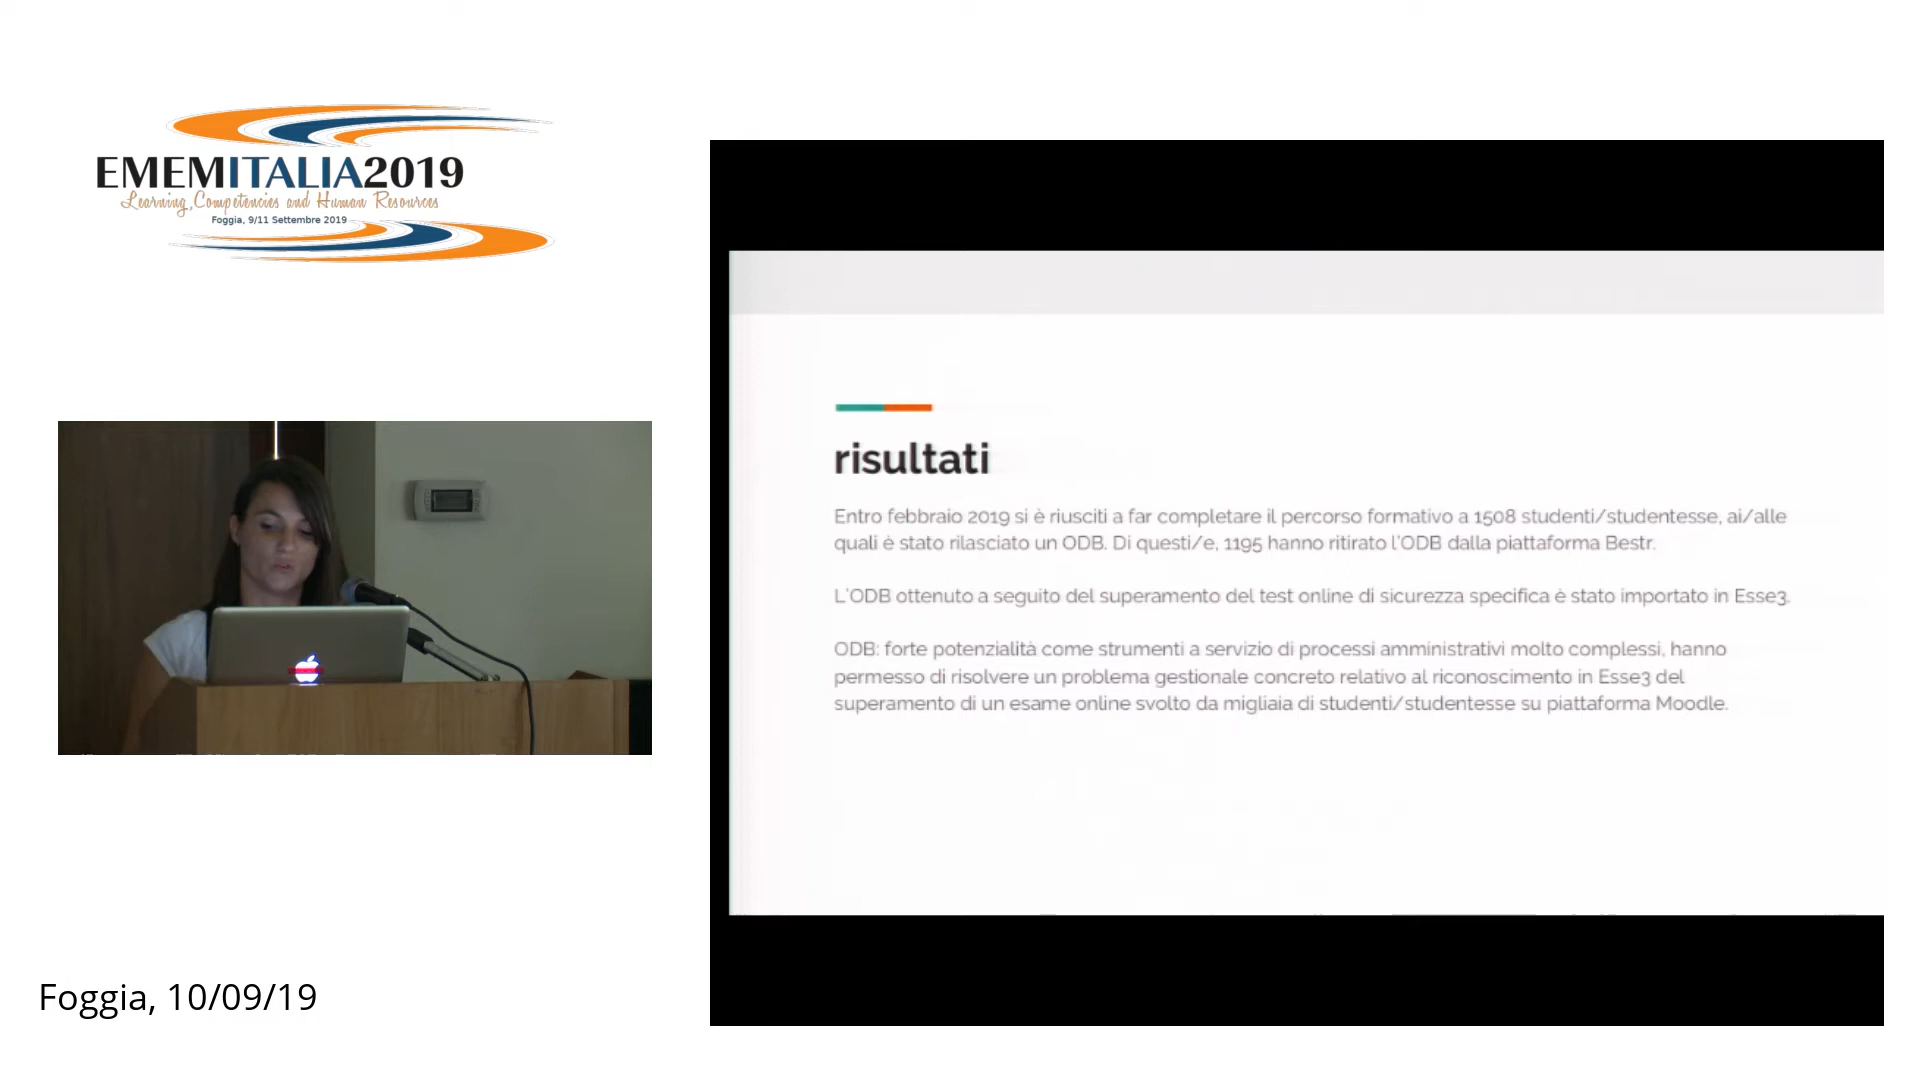 EMEMITALIA2019
Learning, Competencies and Human Resources
Foggia, 9/11 Settembre 2019
risultati
Entro febbraio 2019 si è riusciti a far completare il percorso formativo a 1508 studenti/studentesse, ai/alle
quali è stato rilasciato un ODB. Di questi/e, 1195 hanno ritirato l'ODB dalla piattaforma Bestr.
L'ODB ottenuto a seguito del superamento del test online di sicurezza specifica è stato importato in Esse3.
ODB: forte potenzialità come strumenti a servizio di processi amministrativi molto complessi, hanno
permesso di risolvere un problema gestionale concreto relativo al riconoscimento in Esse3 del
superamento di un esame online svolto da migliaia di studenti/studentesse su piattaforma Moodle.
Foggia, 10/09/19